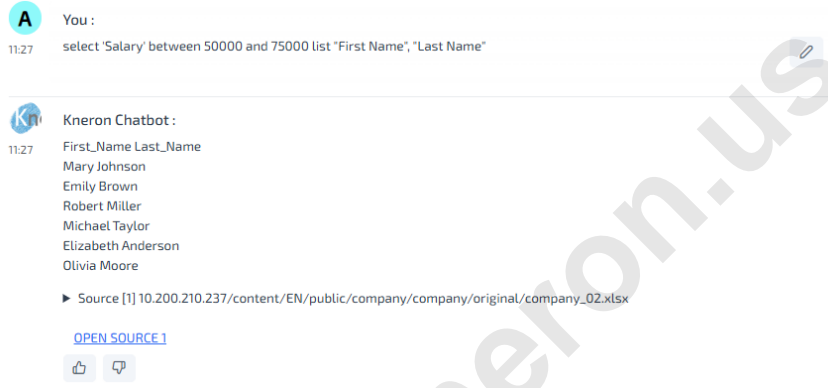 A
You :
11:27
select 'Salary' between 50000 and 75000 list "First Name", "Last Name"
Kne
Kneron Chatbot :
11:27
First_Name Last_Name
Mary Johnson
Emily Brown
Robert Miller
Michael Taylor
Elizabeth Anderson
Olivia Moore
▶ Source [1] 10.200.210.237/content/EN/public/company/company/original/company_02.xlsx
OPEN SOURCE 1
neron.us